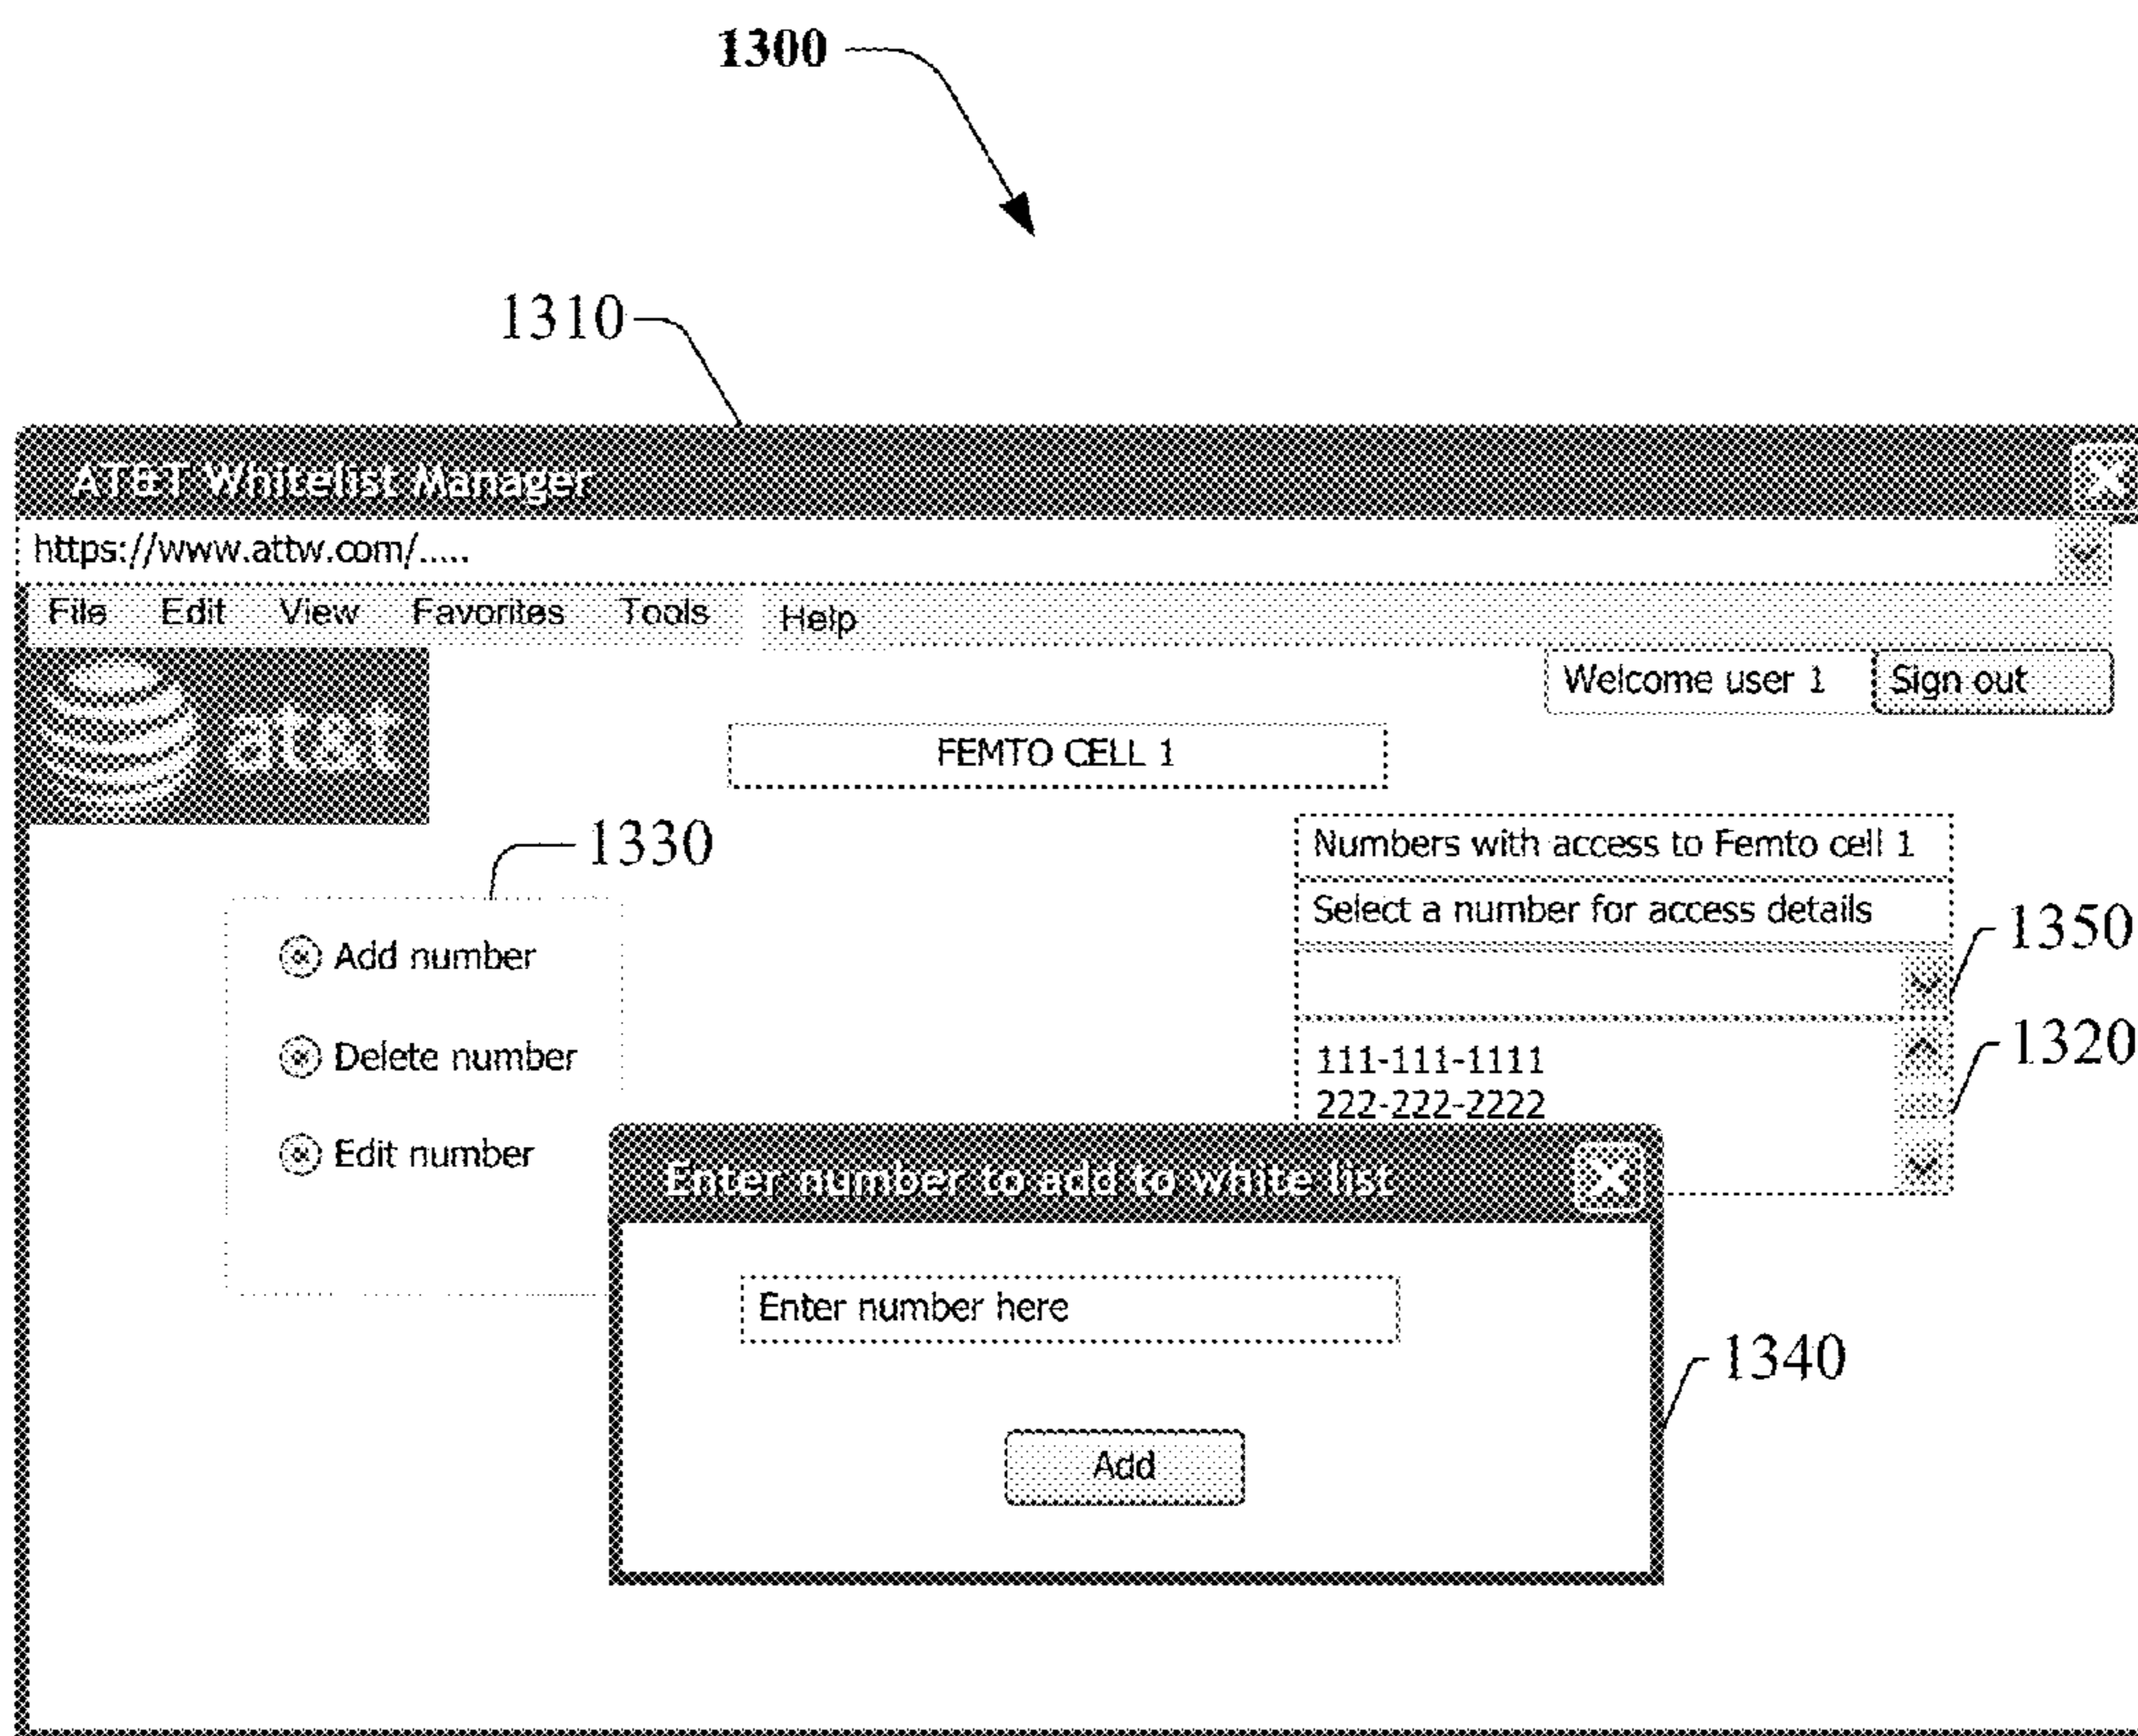 1300
1310
AT&T Whitelist Manager
https://www.attw.com/.....
File Edit View Favorites Tools Help
Welcome user 1 Sign out
at&t
FEMTO CELL 1
1330
Numbers with access to Femto cell 1
Select a number for access details
1350
Add number
Delete number
Edit number
111-111-1111
222-222-2222
1320
Enter number to add to white list
Enter number here
1340
Add